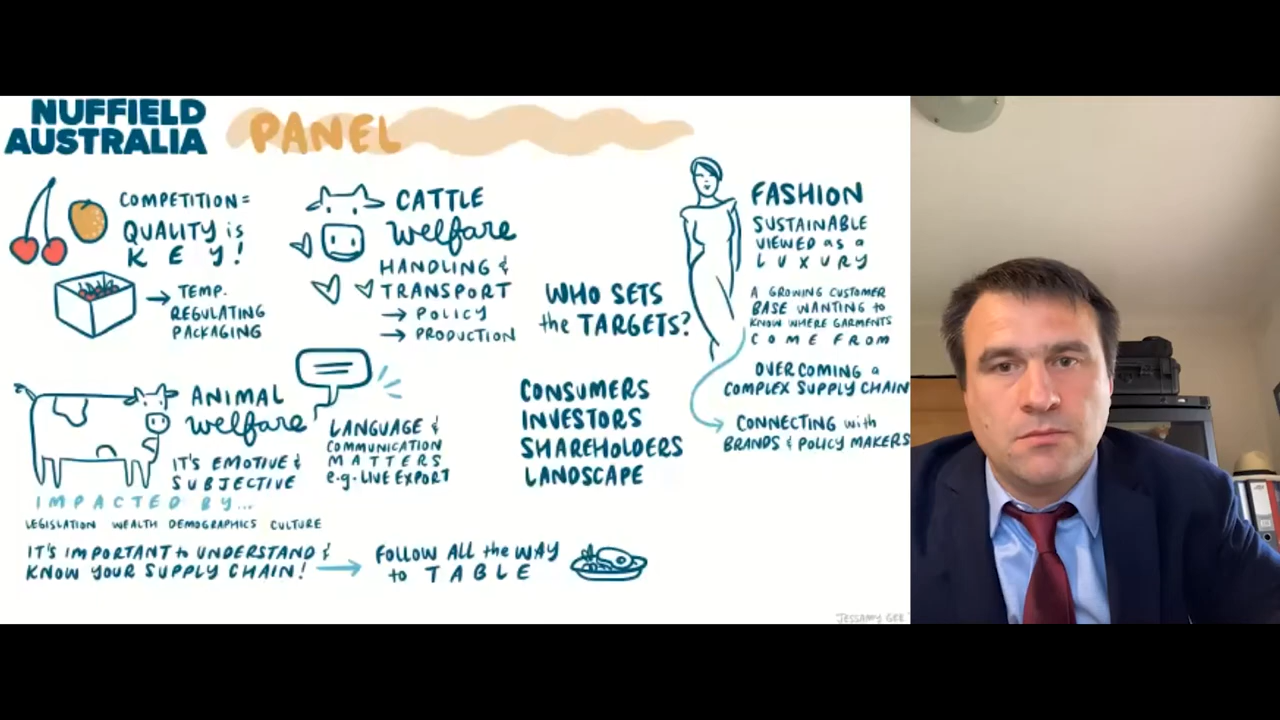 NUFFIELD
AUSTRALIA
PANEL
COMPETITION =
QUALITY is
KEY!
→ TEMP.
REGULATING
PACKAGING
CATTLE
welfare
HANDLING &
TRANSPORT
→ POLICY
→ PRODUCTION
WHO SETS
the TARGETS?
CONSUMERS
INVESTORS
SHAREHOLDERS
LANDSCAPE
FASHION
SUSTAINABLE
VIEWED as a
LUXURY
A GROWING CUSTOMER
BASE WANTING to
KNOW WHERE GARMENTS
COME FROM
OVERCOMING a
COMPLEX SUPPLY CHAIN
CONNECTING with
BRANDS & POLICY MAKERS
ANIMAL
welfare
IT'S EMOTIVE &
SUBJECTIVE
LANGUAGE &
COMMUNICATION
MATTERS
e.g. LIVE EXPORT
IMPACTED BY...
LEGISLATION WEALTH DEMOGRAPHICS CULTURE
IT'S IMPORTANT to UNDERSTAND &
KNOW YOUR SUPPLY CHAIN! →
FOLLOW ALL the WAY
to TABLE
JESSAMY GEE